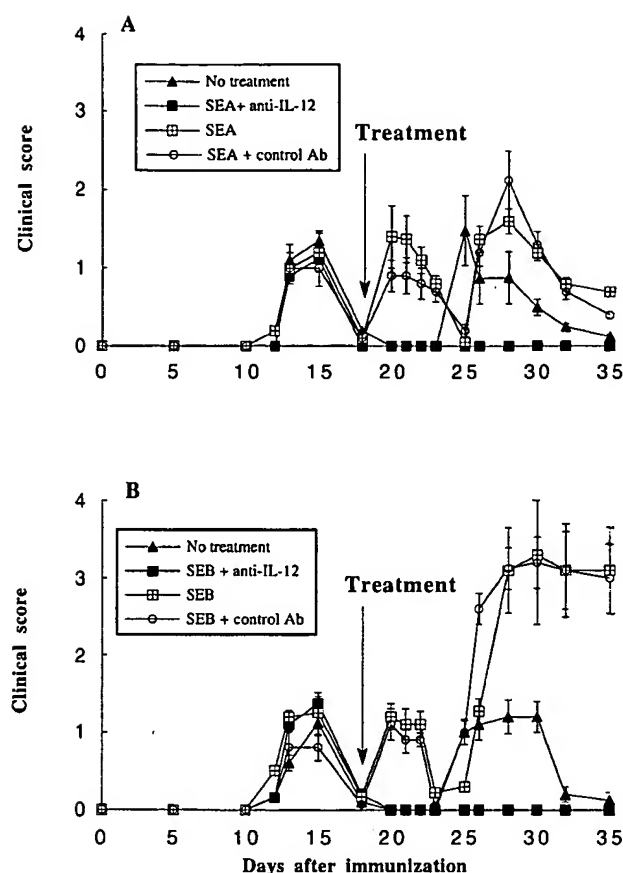 A
4
3
2
1
0
Clinical score
No treatment
SEA+ anti-IL-12
SEA
SEA + control Ab
Treatment
0 5 10 15 20 25 30 35
B
4
3
2
1
0
Clinical score
No treatment
SEB + anti-IL-12
SEB
SEB + control Ab
Treatment
0 5 10 15 20 25 30 35
Days after immunization